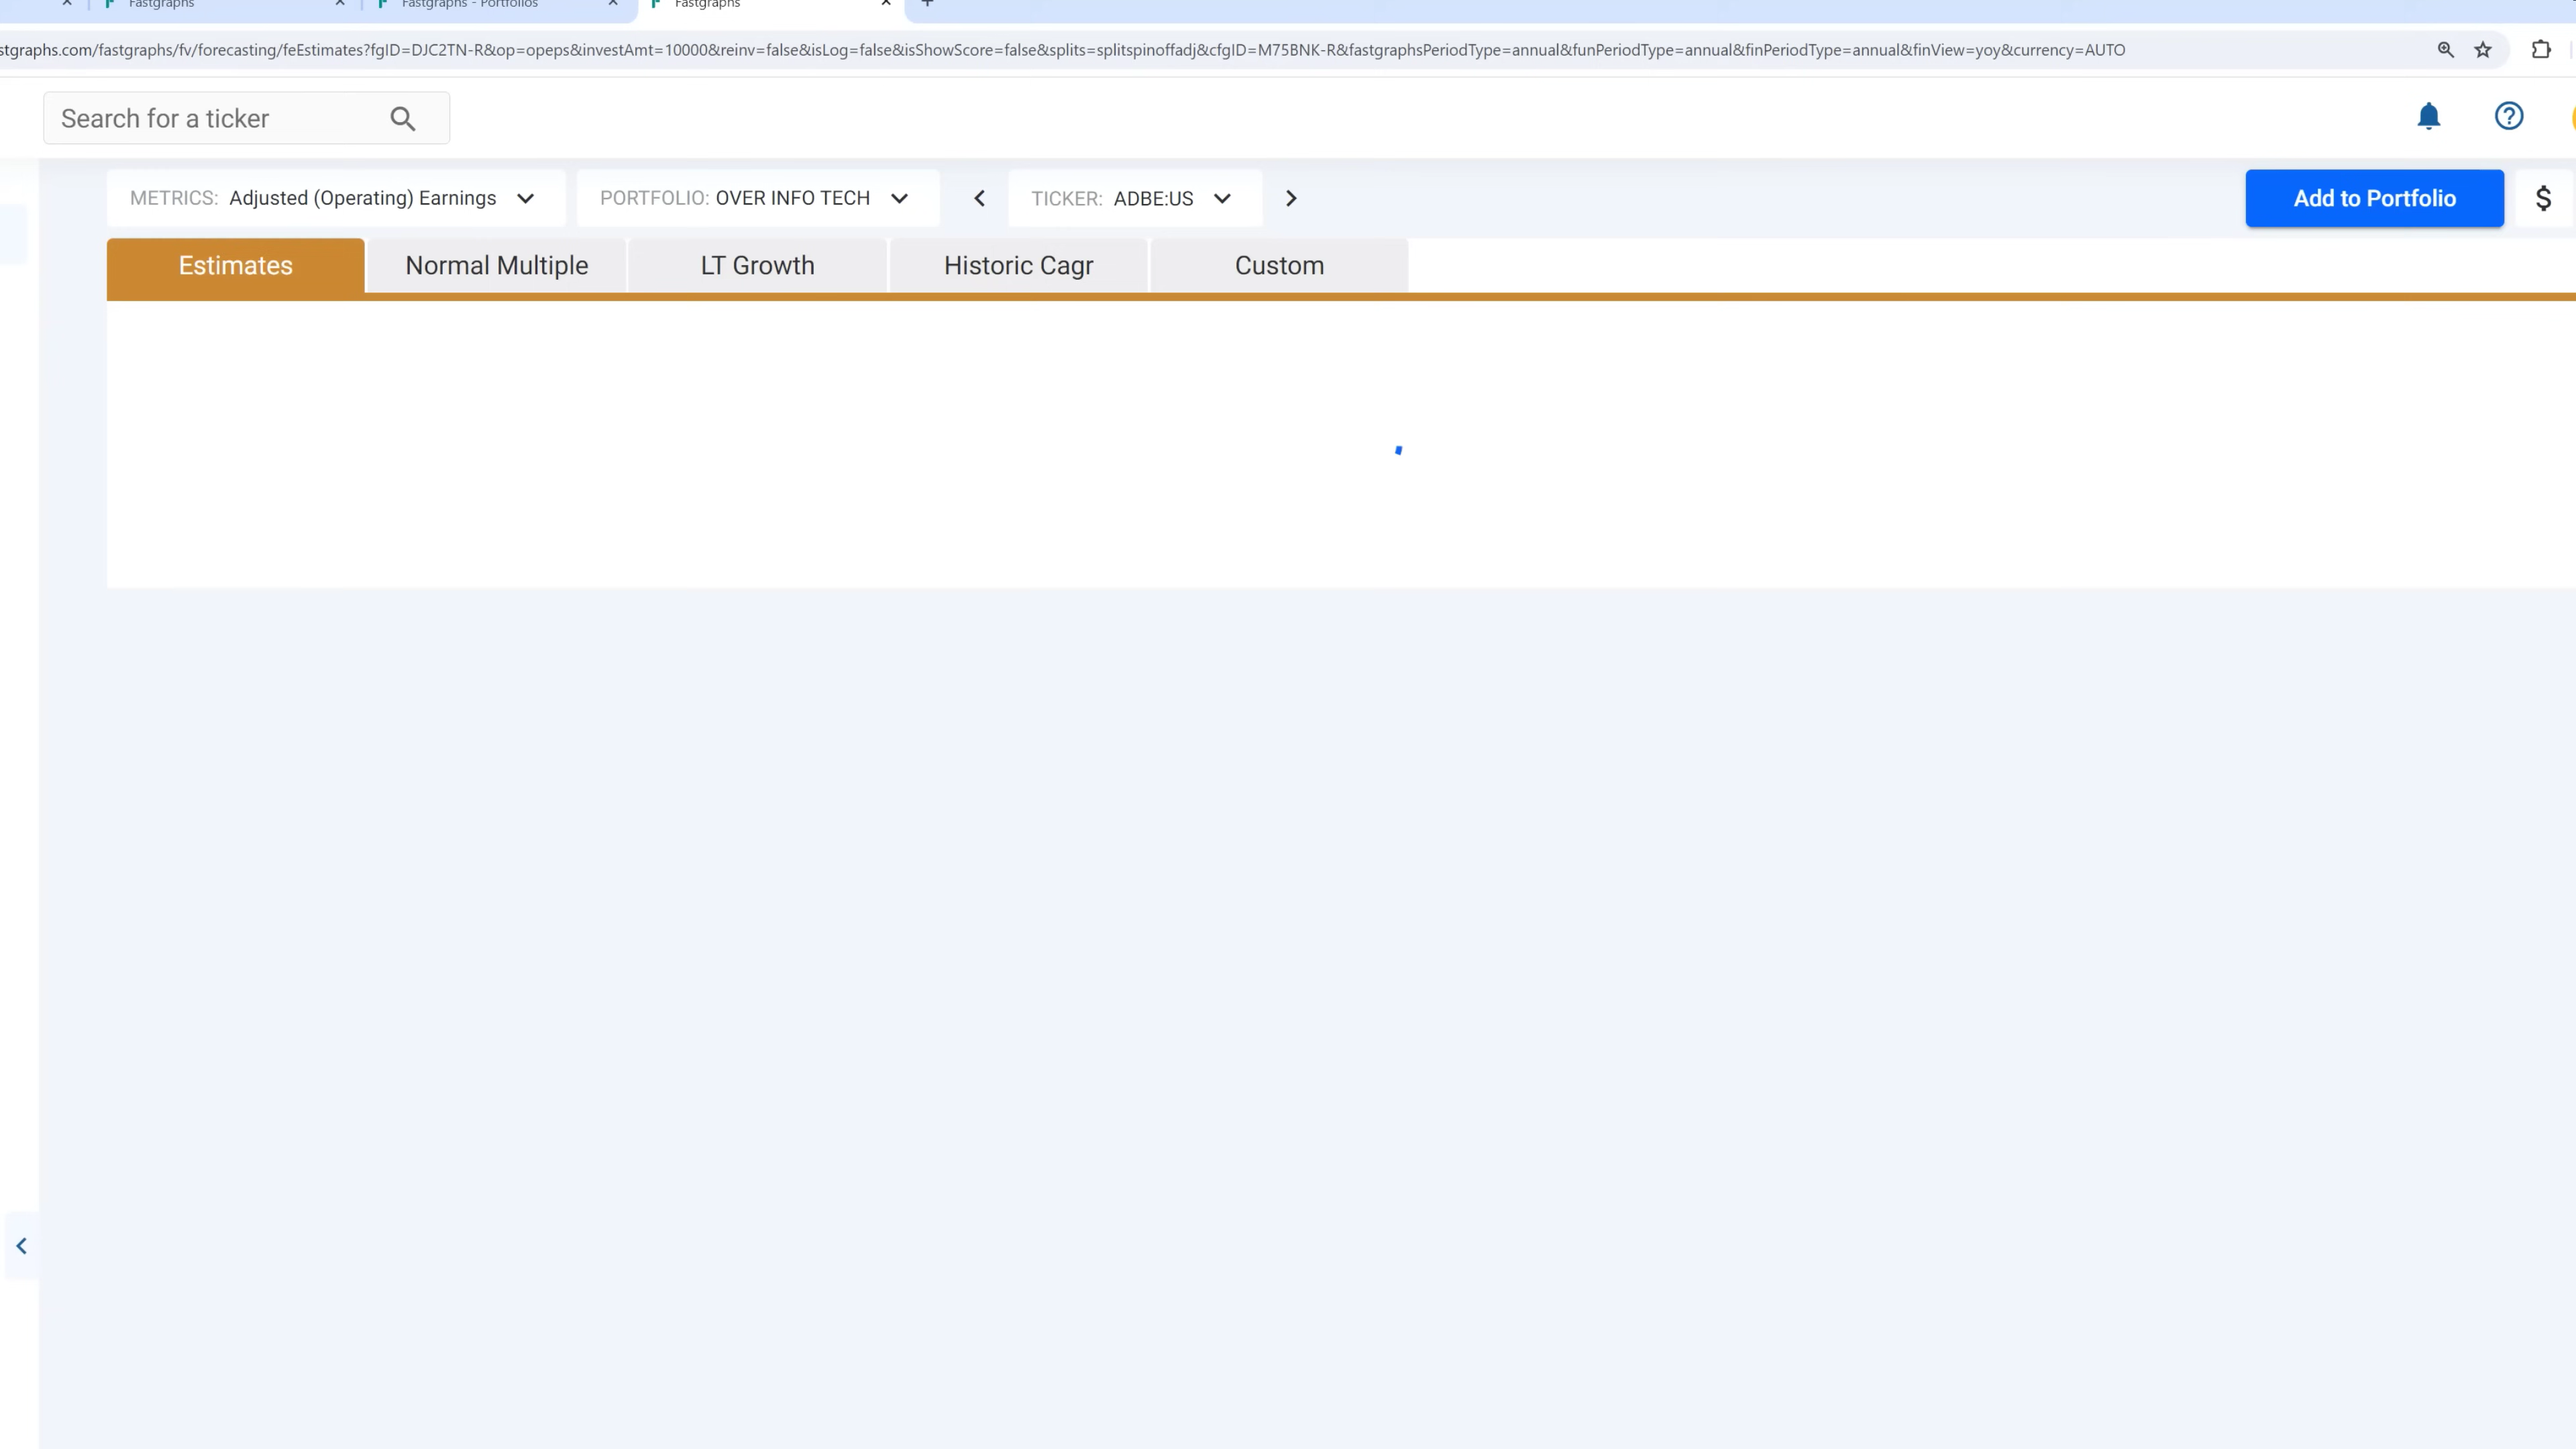 Fastgraphs
Fastgraphs - Portfolios
Fastgraphs
stgraphs.com/fastgraphs/fv/forecasting/feEstimates?fgID=DJC2TN-R&op=opeps&investAmt=10000&reinv=false&isLog=false&isShowScore=false&splits=splitspinoffadj&cfgID=M75BNK-R&fastgraphsPeriodType=annual&funPeriodType=annual&finPeriodType=annual&finView=yoy&currency=AUTO
Search for a ticker
METRICS: Adjusted (Operating) Earnings
PORTFOLIO: OVER INFO TECH
TICKER: ADBE:US
Add to Portfolio
$
Estimates
Normal Multiple
LT Growth
Historic Cagr
Custom